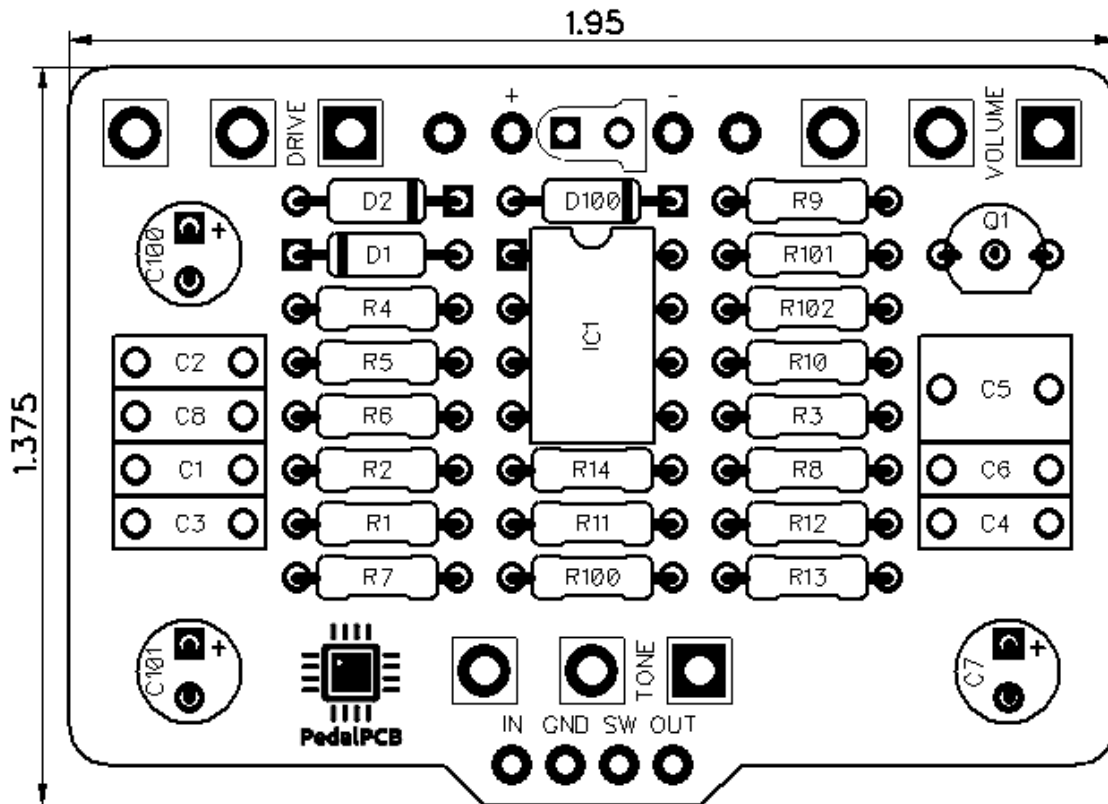 1.95
1.375
DRIVE
+
-
VOLUME
D2
D100
R9
C100
+
D1
R101
Q1
R4
IC1
R102
C2
R5
R10
C5
C8
R6
R3
C1
R2
R14
R8
C6
C3
R1
R11
R12
C4
R7
R100
R13
C101
+
TONE
C7
+
PedalPCB
IN GND SW OUT